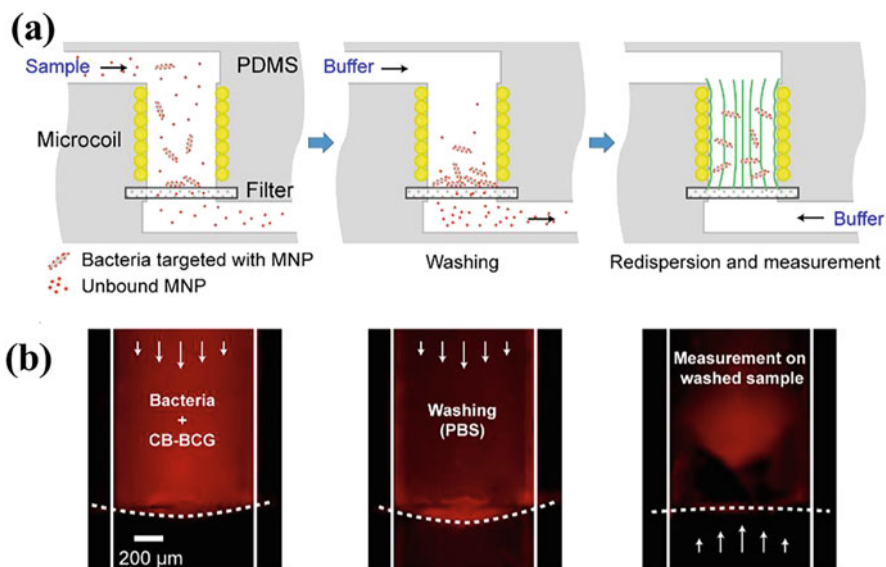 (a)
Sample
PDMS
Buffer
Microcoil
Filter
Buffer
Bacteria targeted with MNP
Unbound MNP
Washing
Redispersion and measurement
(b)
Bacteria
+
CB-BCG
200 μm
Washing
(PBS)
Measurement on
washed sample